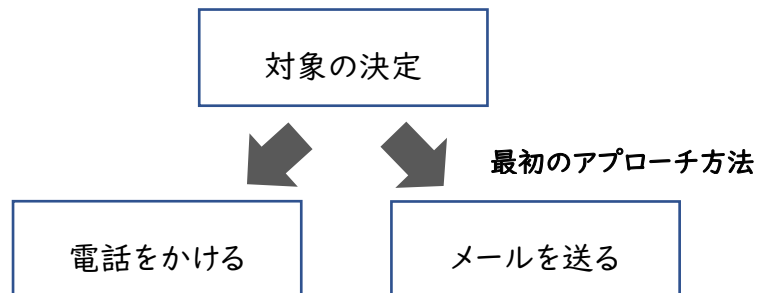 対象の決定
最初のアプローチ方法
電話をかける
メールを送る